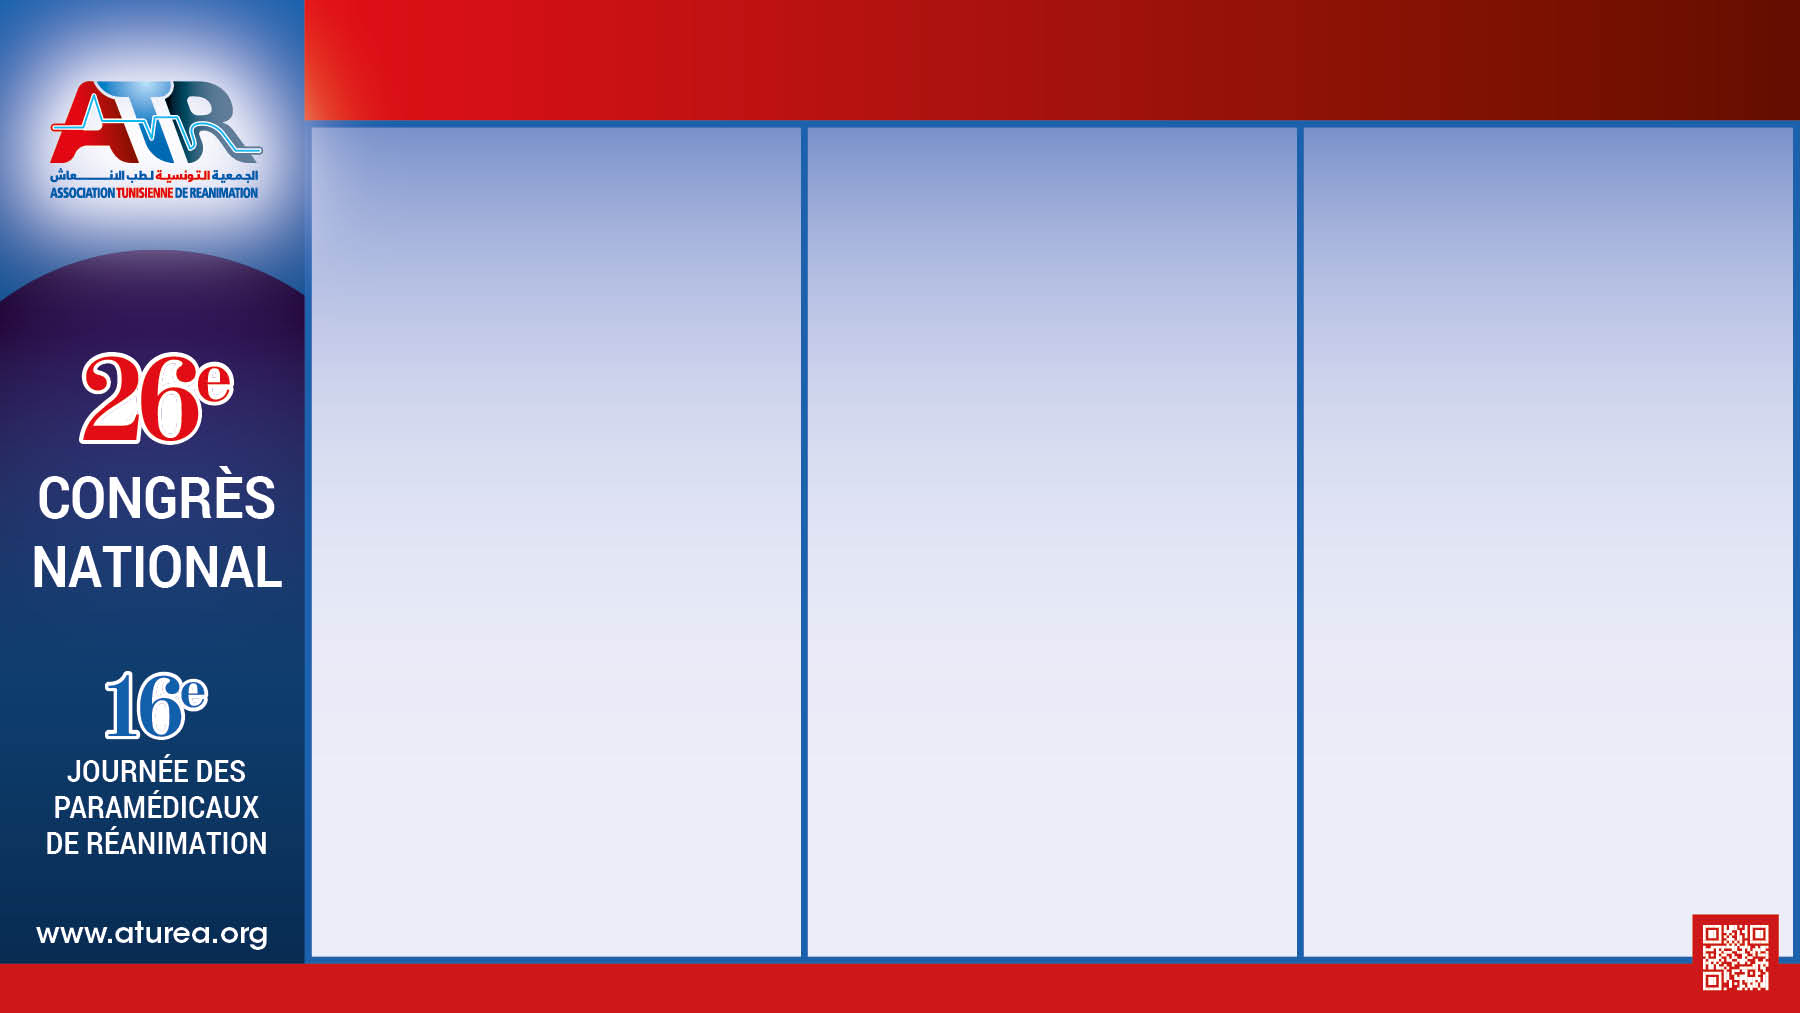 ATR
الجمعية التونسية لطب الانعاش
ASSOCIATION TUNISIENNE DE REANIMATION
26e
CONGRÈS
NATIONAL
16e
JOURNÉE DES
PARAMÉDICAUX
DE RÉANIMATION
www.aturea.org